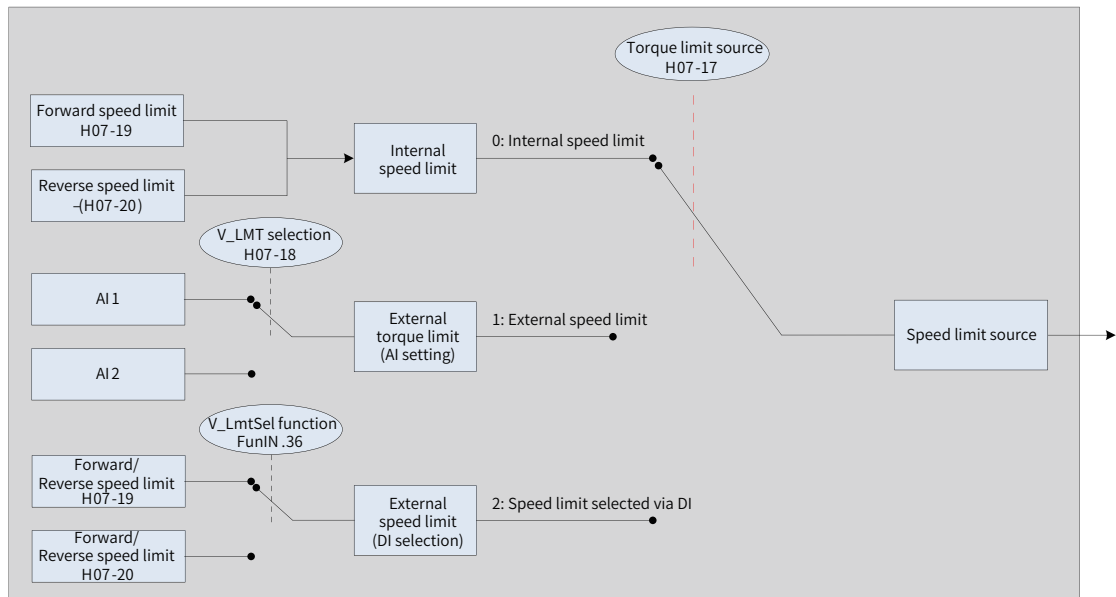 Torque limit source
H07-17
Forward speed limit
H07-19
Internal
speed limit
0: Internal speed limit
Reverse speed limit
-(H07-20)
V_LMT selection
H07-18
AI 1
External
torque limit
(AI setting)
1: External speed limit
Speed limit source
AI 2
V_LmtSel function
FunIN .36
Forward/
Reverse speed limit
H07-19
External
speed limit
(DI selection)
2: Speed limit selected via DI
Forward/
Reverse speed limit
H07-20